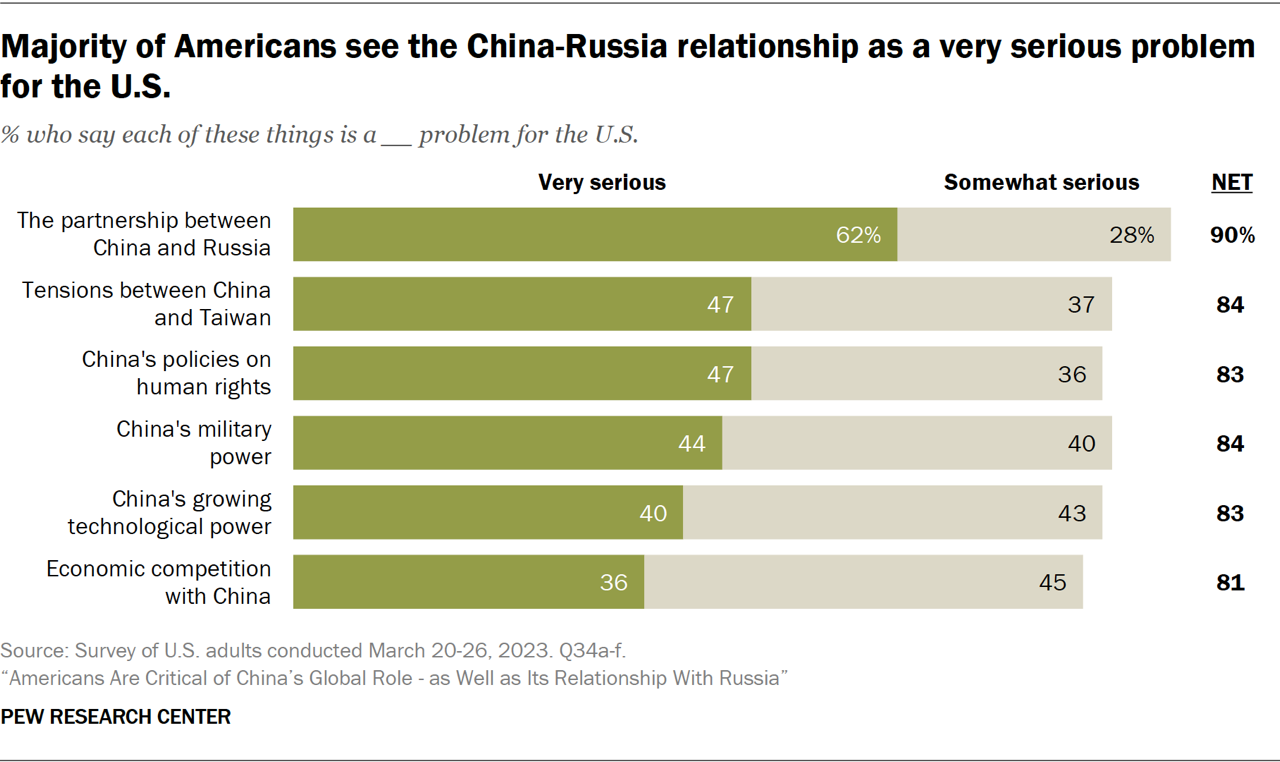 Majority of Americans see the China-Russia relationship as a very serious problem
for the U.S.
% who say each of these things is a __ problem for the U.S.
Very serious Somewhat serious NET
The partnership between
China and Russia
62% 28% 90%
Tensions between China
and Taiwan
47 37 84
China's policies on
human rights
47 36 83
China's military
power
44 40 84
China's growing
technological power
40 43 83
Economic competition
with China
36 45 81
Source: Survey of U.S. adults conducted March 20-26, 2023. Q34a-f.
“Americans Are Critical of China’s Global Role - as Well as Its Relationship With Russia”
PEW RESEARCH CENTER